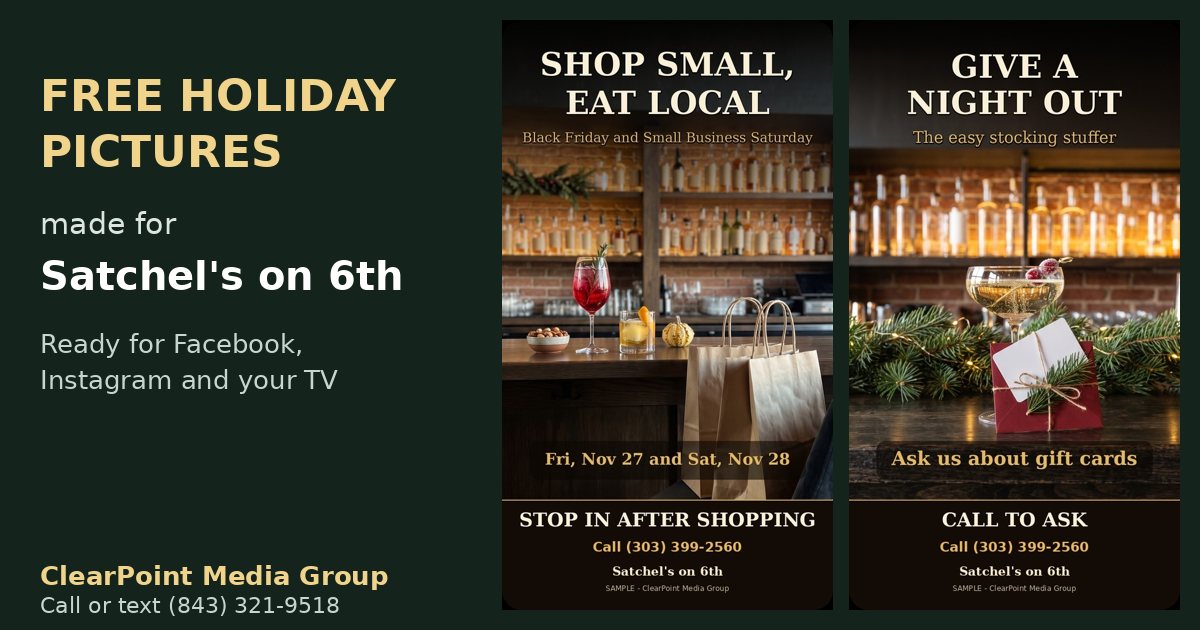 FREE HOLIDAY
PICTURES
made for
Satchel's on 6th
Ready for Facebook,
Instagram and your TV
ClearPoint Media Group
Call or text (843) 321-9518
SHOP SMALL,
EAT LOCAL
Black Friday and Small Business Saturday
Fri, Nov 27 and Sat, Nov 28
STOP IN AFTER SHOPPING
Call (303) 399-2560
Satchel's on 6th
SAMPLE - ClearPoint Media Group
GIVE A
NIGHT OUT
The easy stocking stuffer
Ask us about gift cards
CALL TO ASK
Call (303) 399-2560
Satchel's on 6th
SAMPLE - ClearPoint Media Group